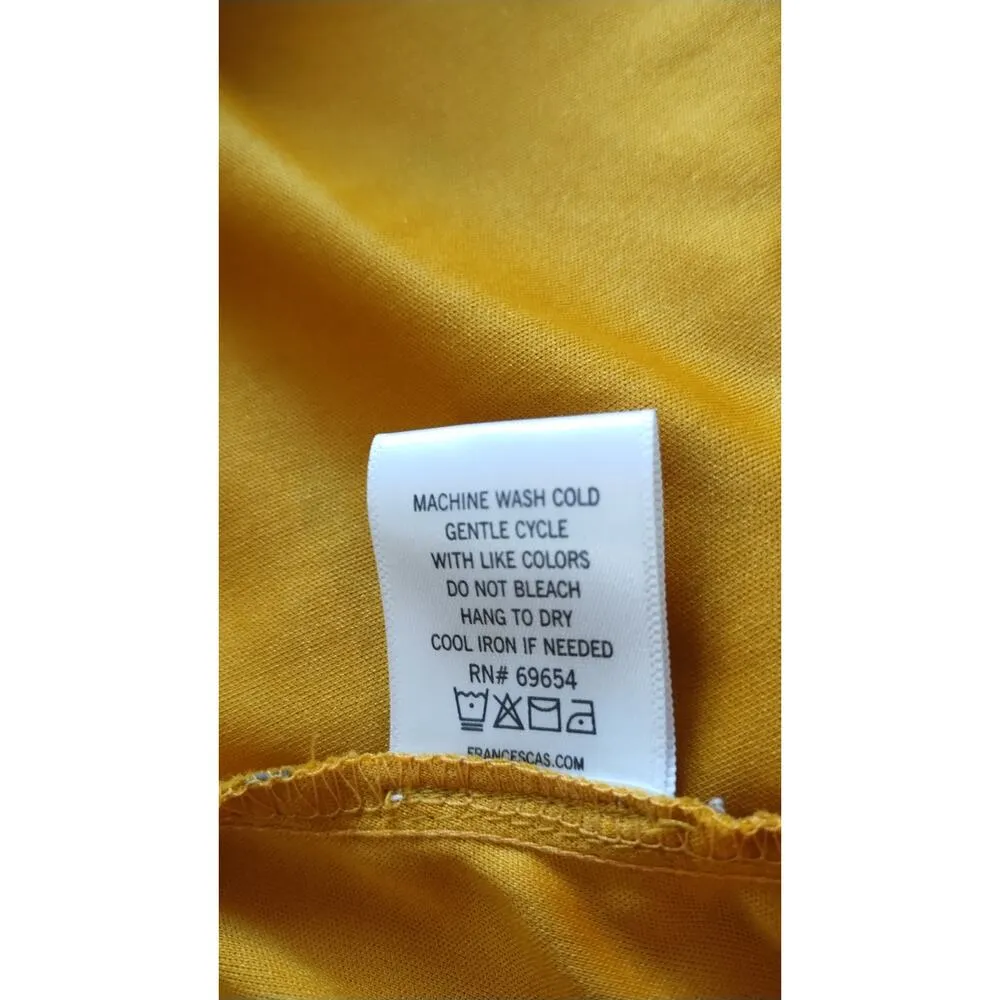 MACHINE WASH COLD
GENTLE CYCLE
WITH LIKE COLORS
DO NOT BLEACH
HANG TO DRY
COOL IRON IF NEEDED
RN# 69654
FRANCESCAS.COM